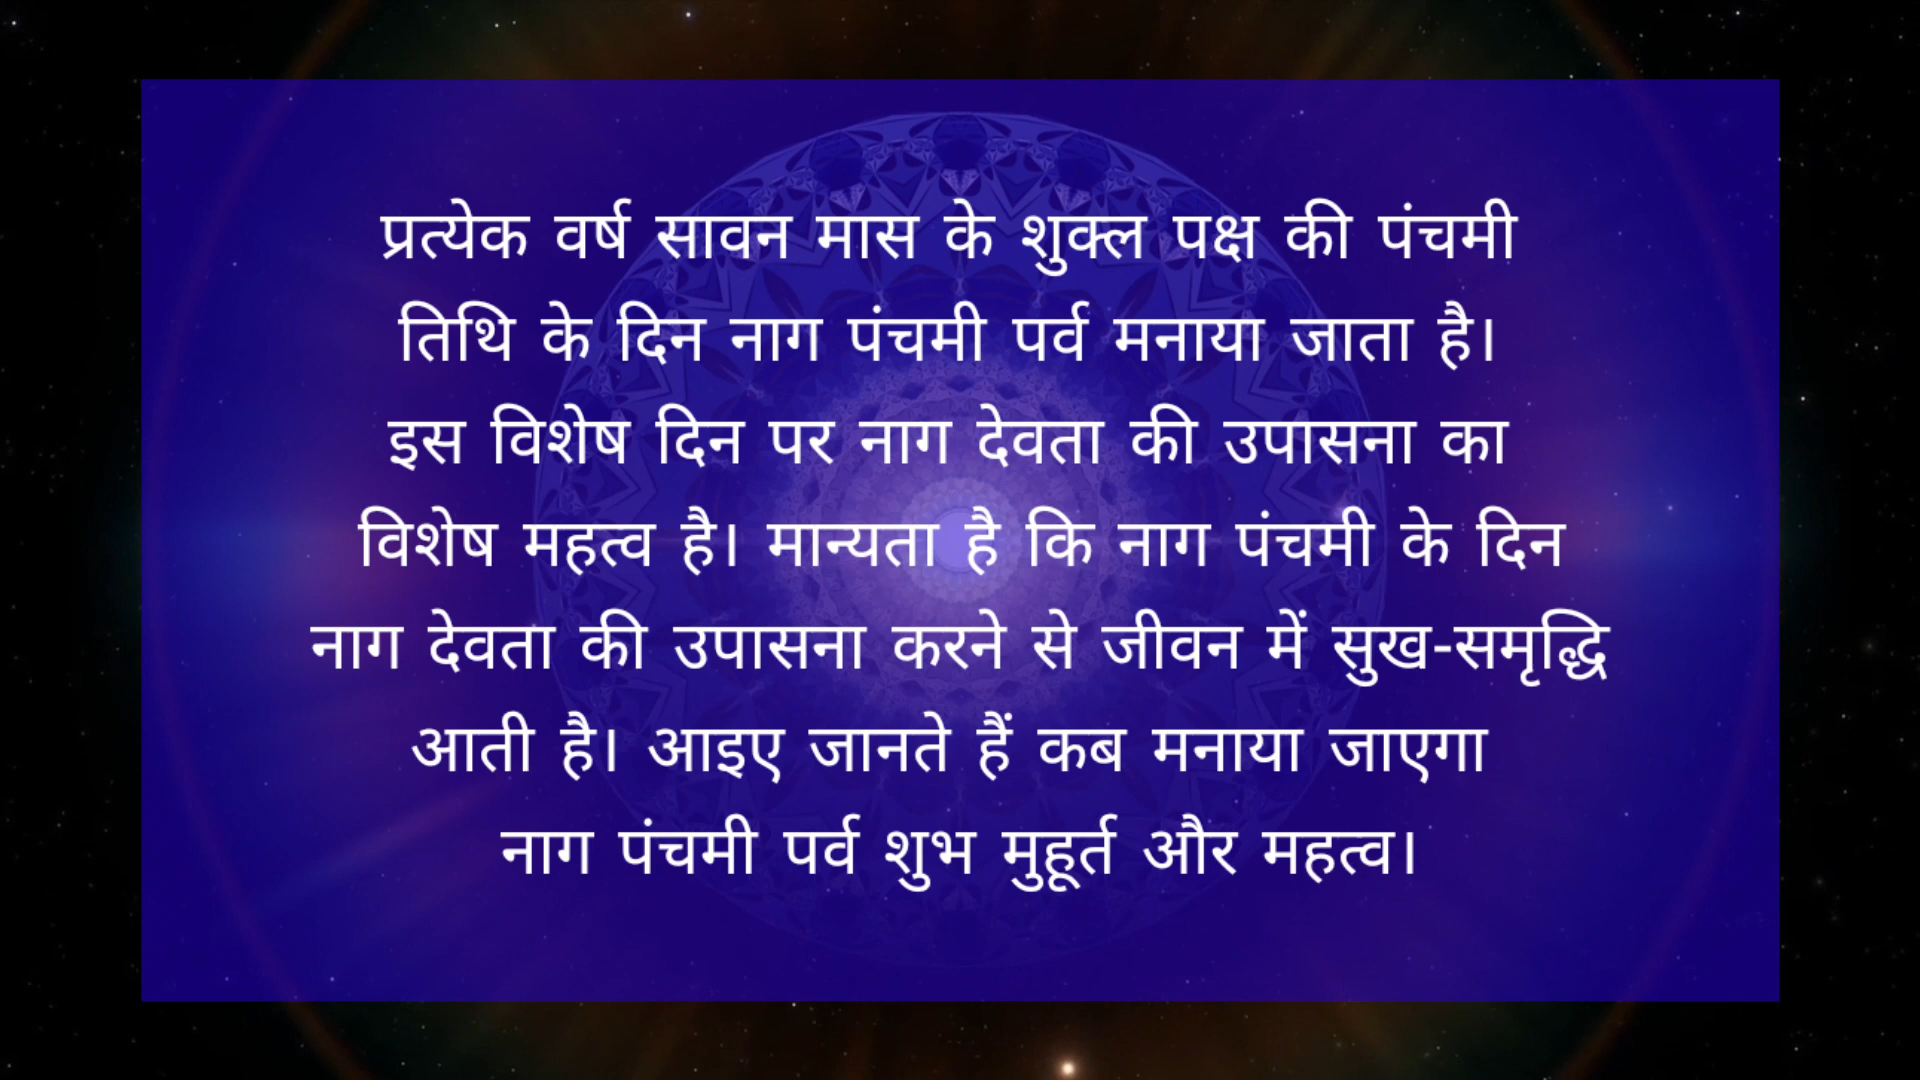 प्रत्येक वर्ष सावन मास के शुक्ल पक्ष की पंचमी
तिथि के दिन नाग पंचमी पर्व मनाया जाता है।
इस विशेष दिन पर नाग देवता की उपासना का
विशेष महत्व है। मान्यता है कि नाग पंचमी के दिन
नाग देवता की उपासना करने से जीवन में सुख-समृद्धि
आती है। आइए जानते हैं कब मनाया जाएगा
नाग पंचमी पर्व शुभ मुहूर्त और महत्व।